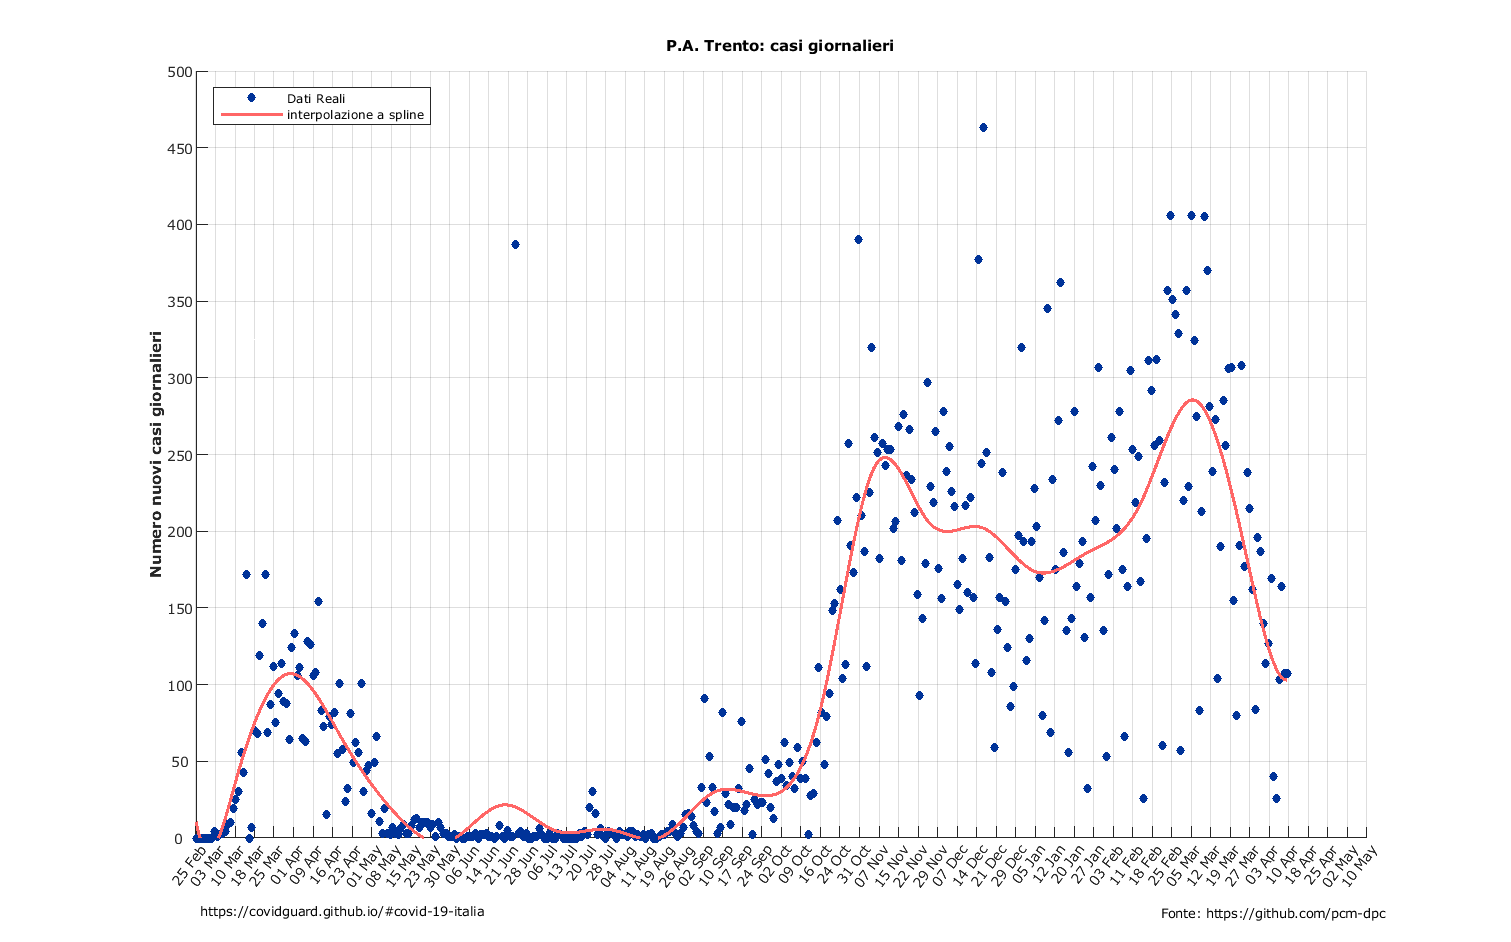 P.A. Trento: casi giornalieri
Dati Reali
interpolazione a spline
Numero nuovi casi giornalieri
500
450
400
350
300
250
200
150
100
50
0
25 Feb
03 Mar
10 Mar
18 Mar
25 Mar
01 Apr
09 Apr
16 Apr
23 Apr
01 May
08 May
15 May
23 May
30 May
06 Jun
14 Jun
21 Jun
28 Jun
06 Jul
13 Jul
20 Jul
28 Jul
04 Aug
11 Aug
19 Aug
26 Aug
02 Sep
10 Sep
17 Sep
24 Sep
02 Oct
09 Oct
16 Oct
24 Oct
31 Oct
07 Nov
15 Nov
22 Nov
29 Nov
07 Dec
14 Dec
21 Dec
29 Dec
05 Jan
12 Jan
20 Jan
27 Jan
03 Feb
11 Feb
18 Feb
25 Feb
05 Mar
12 Mar
19 Mar
27 Mar
03 Apr
10 Apr
18 Apr
25 Apr
02 May
10 May
https://covidguard.github.io/#covid-19-italia
Fonte: https://github.com/pcm-dpc